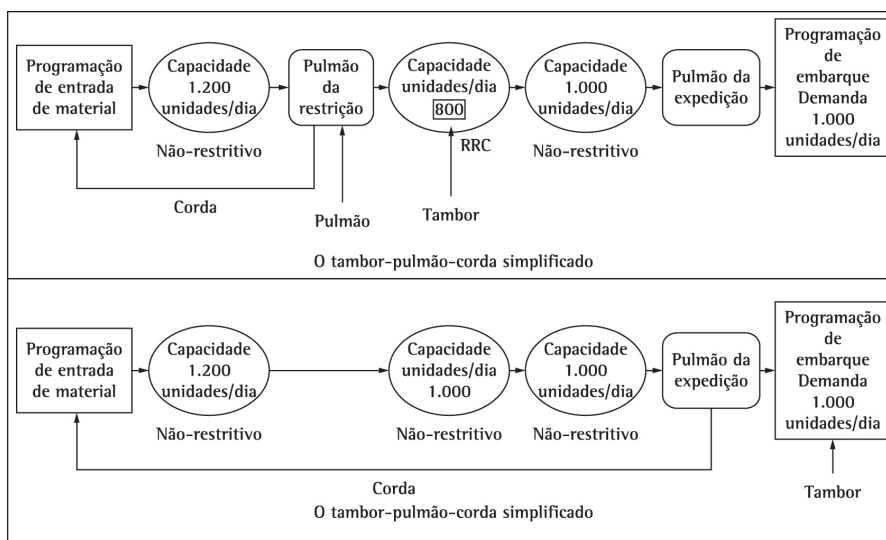 Programação
de entrada
de material
Capacidade
1.200
unidades/dia
Não-restritivo
Pulmão
da
restrição
Capacidade
unidades/dia
800
RRC
Capacidade
1.000
unidades/dia
Não-restritivo
Pulmão da
expedição
Programação
de
embarque
Demanda
1.000
unidades/dia
Corda
Pulmão
Tambor
O tambor-pulmão-corda simplificado
Programação
de entrada
de material
Capacidade
1.200
unidades/dia
Não-restritivo
Capacidade
unidades/dia
1.000
Não-restritivo
Capacidade
1.000
unidades/dia
Não-restritivo
Pulmão da
expedição
Programação
de
embarque
Demanda
1.000
unidades/dia
Corda
Tambor
O tambor-pulmão-corda simplificado